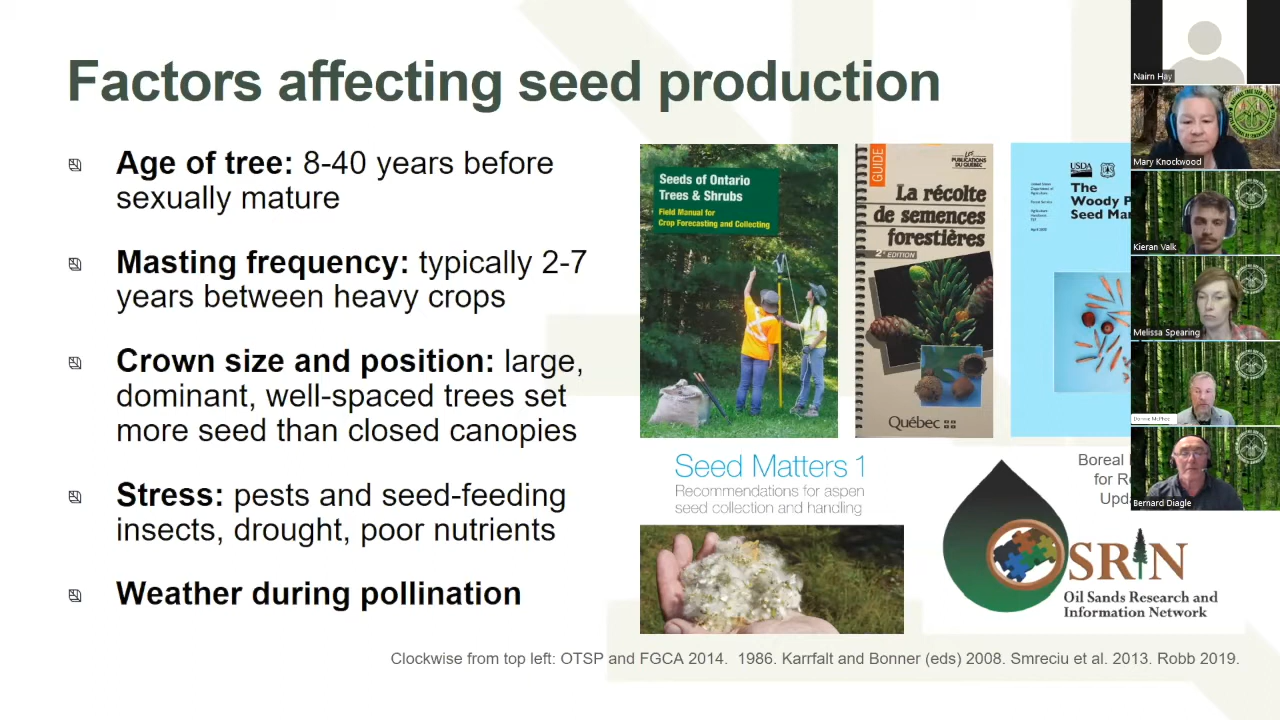 Factors affecting seed production
Age of tree: 8-40 years before
sexually mature
Masting frequency: typically 2-7
years between heavy crops
Crown size and position: large,
dominant, well-spaced trees set
more seed than closed canopies
Stress: pests and seed-feeding
insects, drought, poor nutrients
Weather during pollination
Seeds of Ontario
Trees & Shrubs
Field Manual for
Crop Forecasting and Collecting
GUIDE
LES
PUBLICATIONS
DU QUÉBEC
La récolte
de semences
forestières
2e EDITION
Québec
USDA
The
Woody P
Seed Ma
Seed Matters 1
Recommendations for aspen
seed collection and handling
Boreal
for R
Upda
OSRIN
Oil Sands Research and
Information Network
Clockwise from top left: OTSP and FGCA 2014. 1986. Karrfalt and Bonner (eds) 2008. Smreciu et al. 2013. Robb 2019.
Nairn Hay
Mary Knockwood
Kieran Valk
Melissa Spearing
Donnie McPhee
Bernard Diagle